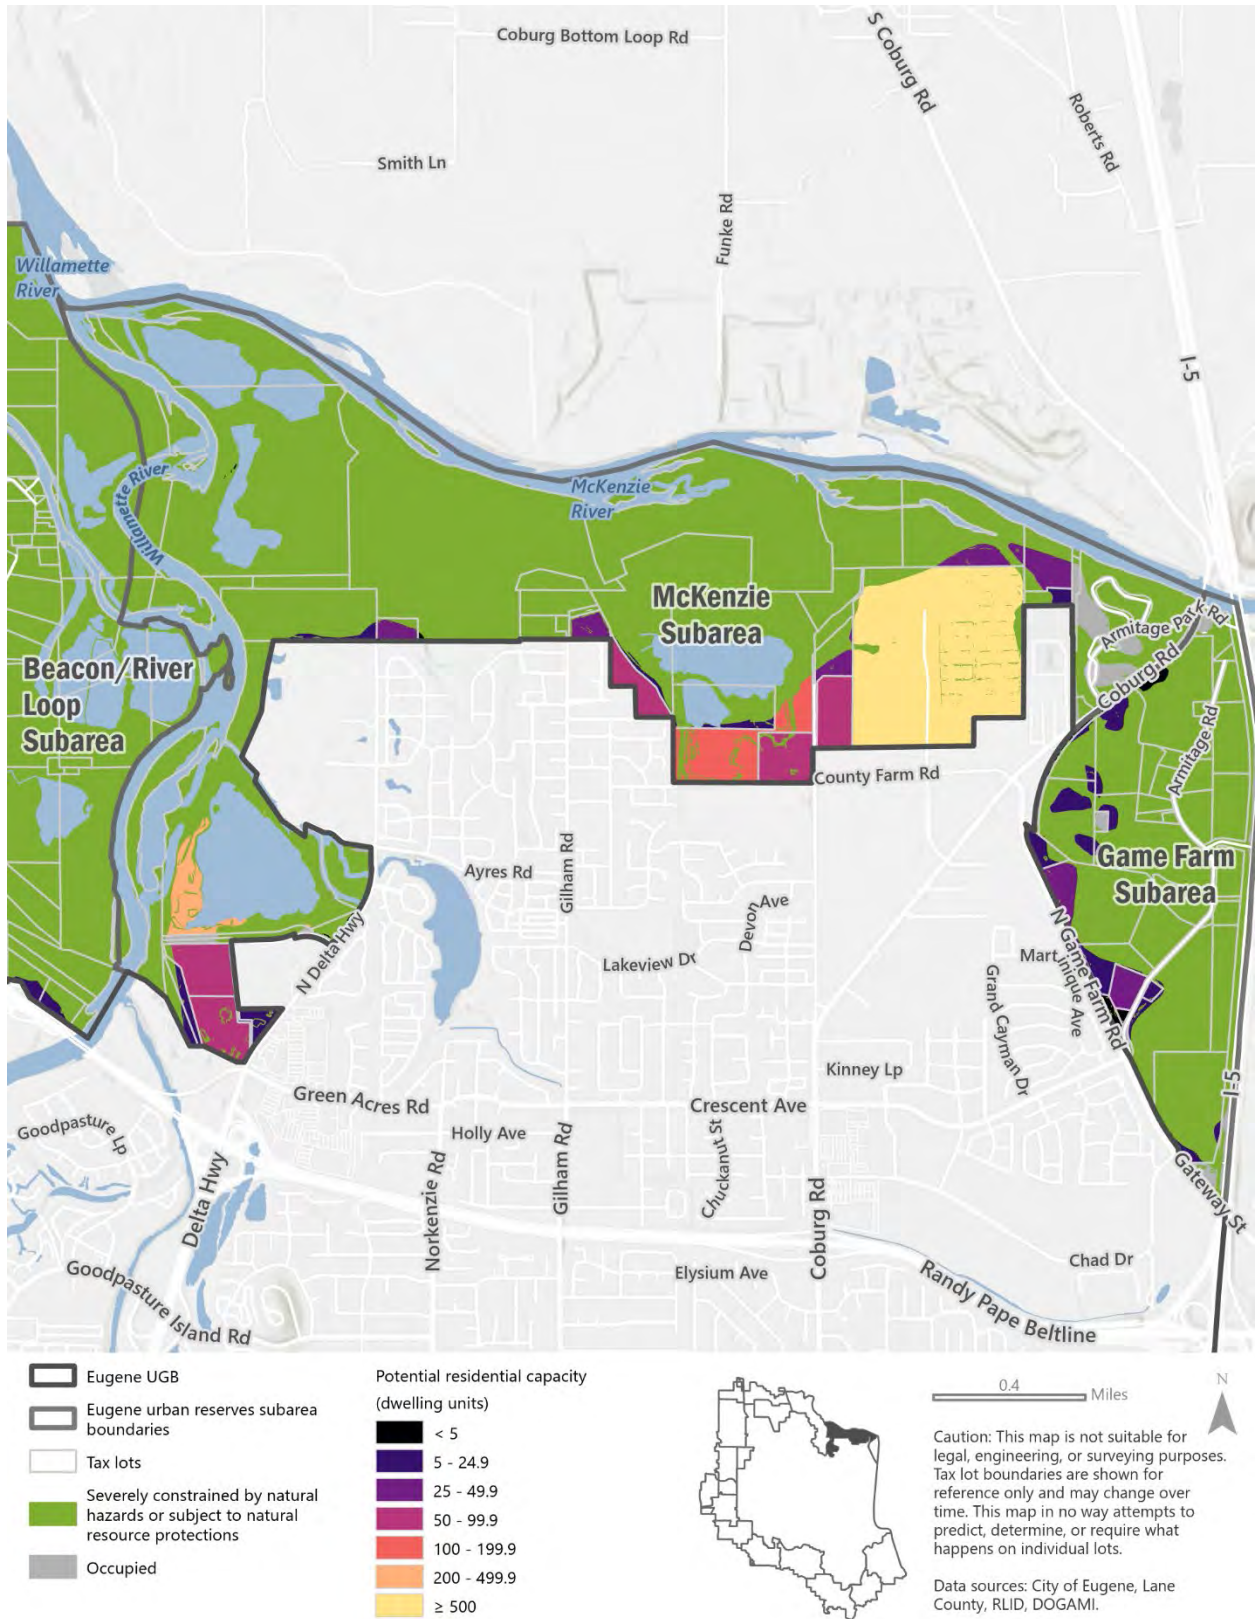 Coburg Bottom Loop Rd
S Coburg Rd
Roberts Rd
Smith Ln
Funke Rd
Willamette
River
I-5
Willamette River
McKenzie
River
McKenzie
Subarea
Armitage Park Rd
Coburg Rd
Beacon/River
Loop
Subarea
Armitage Rd
County Farm Rd
Game Farm
Subarea
Ayres Rd
Gilham Rd
Devon Ave
N Delta Hwy
Lakeview Dr
N Game Farm Rd
Martinique Ave
Grand Cayman Dr
Kinney Lp
I-5
Green Acres Rd
Crescent Ave
Goodpasture Lp
Holly Ave
Chuckanut St
Gateway St
Delta Hwy
Norkenzie Rd
Gilham Rd
Coburg Rd
Chad Dr
Elysium Ave
Randy Pape Beltline
Goodpasture Island Rd
Eugene UGB
Eugene urban reserves subarea
boundaries
Tax lots
Severely constrained by natural
hazards or subject to natural
resource protections
Occupied
Potential residential capacity
(dwelling units)
< 5
5 - 24.9
25 - 49.9
50 - 99.9
100 - 199.9
200 - 499.9
≥ 500
0.4
Miles
N
Caution: This map is not suitable for
legal, engineering, or surveying purposes.
Tax lot boundaries are shown for
reference only and may change over
time. This map in no way attempts to
predict, determine, or require what
happens on individual lots.
Data sources: City of Eugene, Lane
County, RLID, DOGAMI.